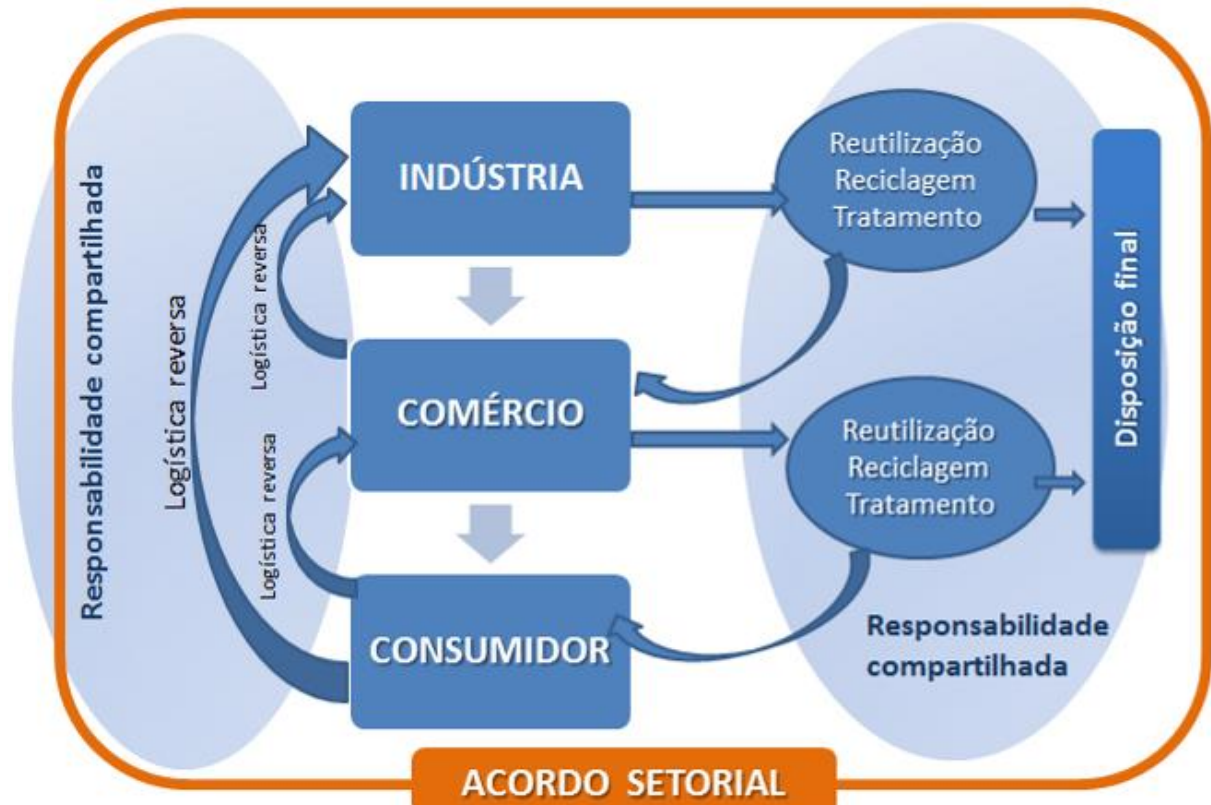 Responsabilidade compartilhada
Logística reversa
Logística reversa
Logística reversa
INDÚSTRIA
COMÉRCIO
CONSUMIDOR
Reutilização
Reciclagem
Tratamento
Reutilização
Reciclagem
Tratamento
Disposição final
Responsabilidade
compartilhada
ACORDO SETORIAL